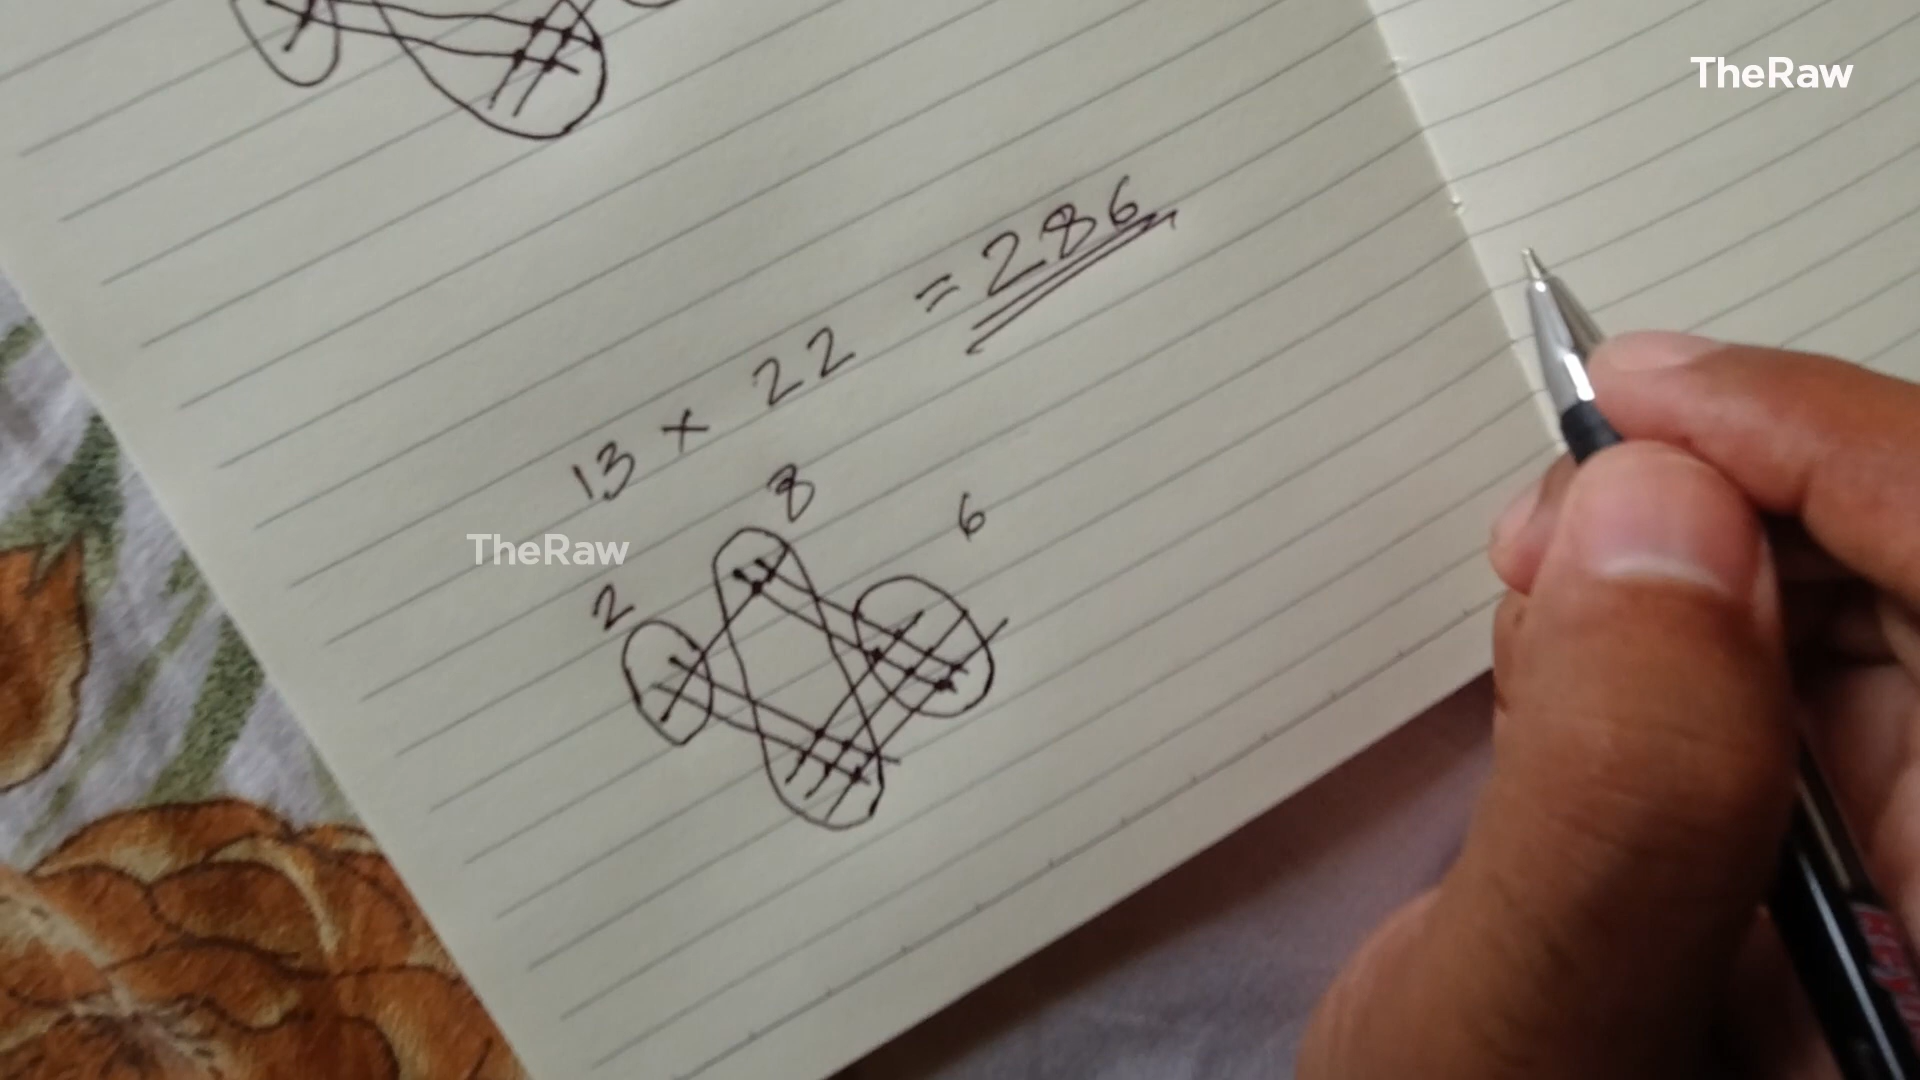 TheRaw
13 × 22 = 286
8
6
TheRaw
2